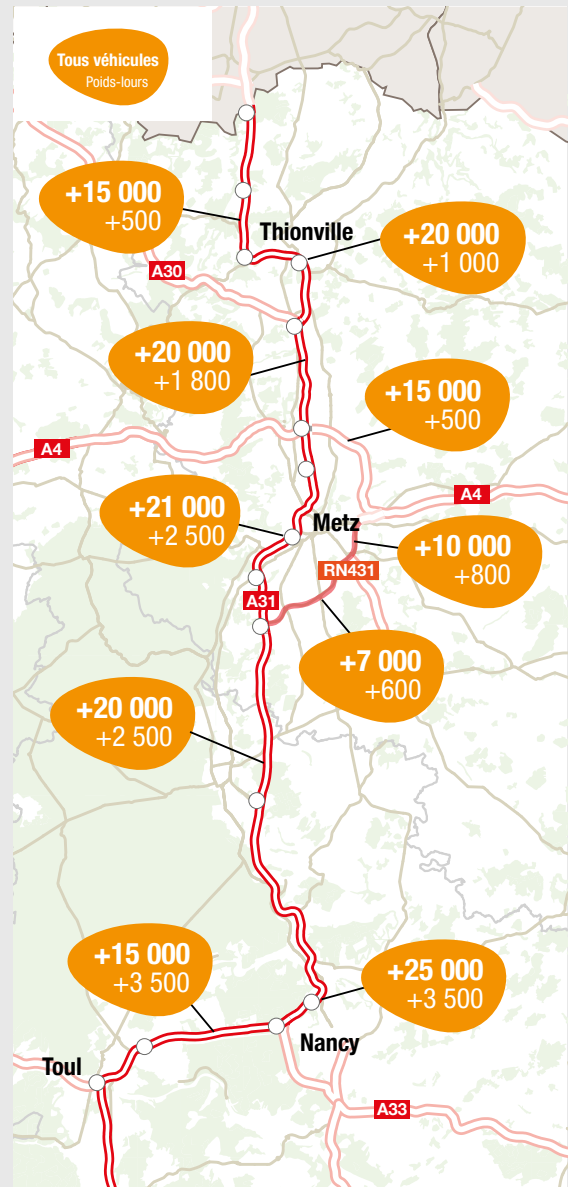 Tous véhicules
Poids-lours
+15 000
+500
Thionville
+20 000
+1 000
A30
+20 000
+1 800
+15 000
+500
A4
A4
+21 000
+2 500
Metz
+10 000
+800
RN431
A31
+7 000
+600
+20 000
+2 500
+15 000
+3 500
+25 000
+3 500
Nancy
Toul
A33